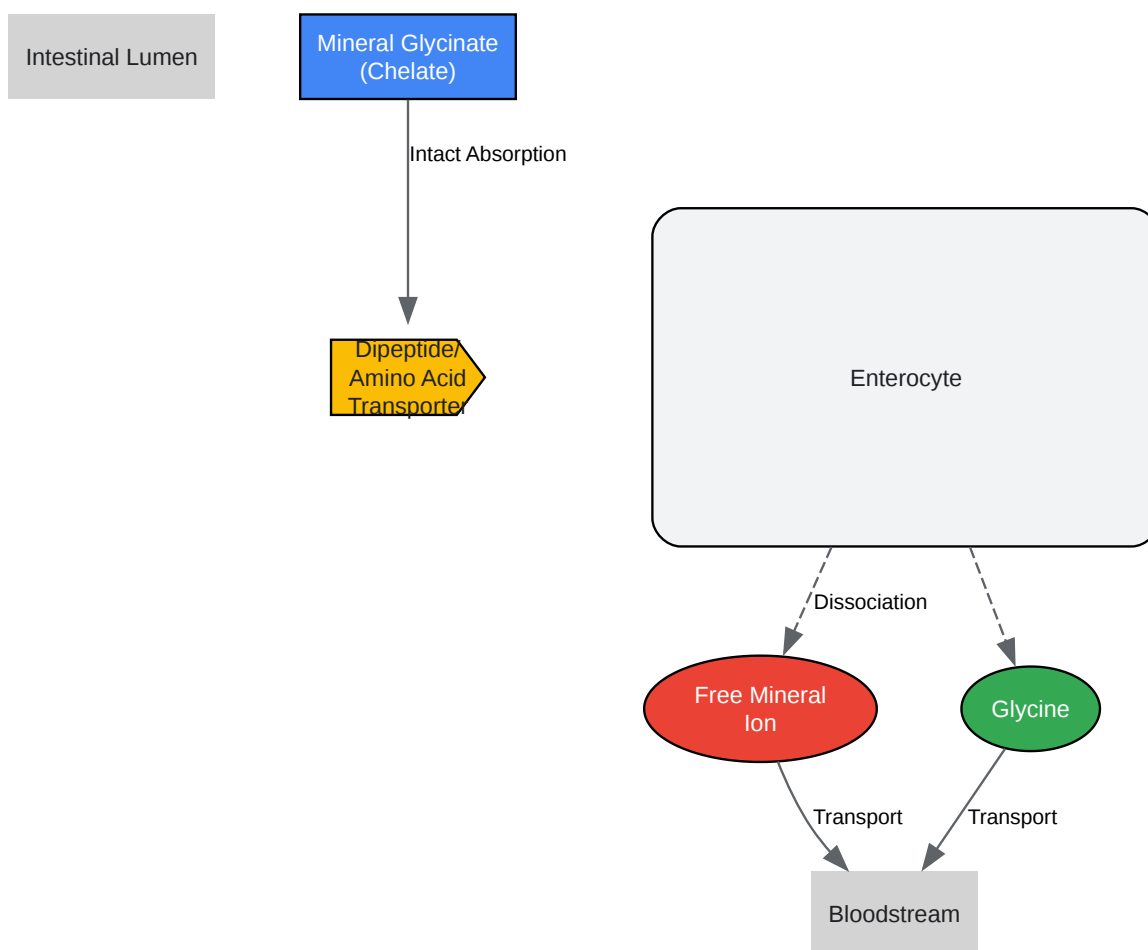 Intestinal Lumen
Mineral Glycinate
(Chelate)
Intact Absorption
Dipeptide/
Amino Acid
Transporter
Enterocyte
Dissociation
Free Mineral
Ion
Glycine
Transport
Transport
Bloodstream